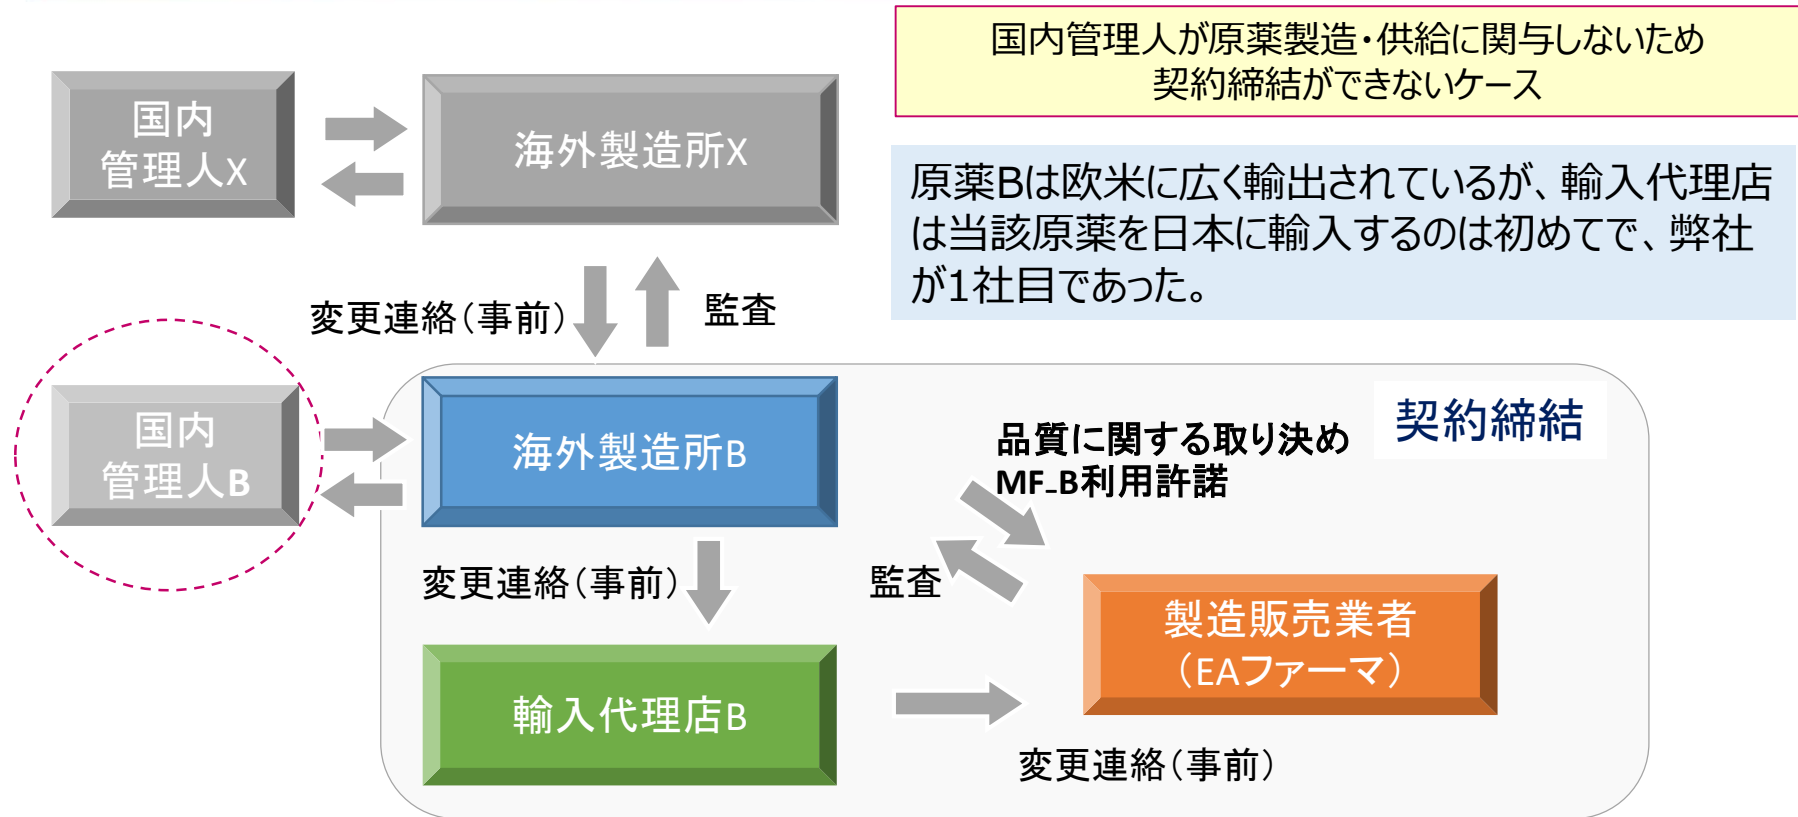 国内管理人が原薬製造・供給に関与しないため
契約締結ができないケース
国内
管理人X
海外製造所X
原薬Bは欧米に広く輸出されているが、輸入代理店
は当該原薬を日本に輸入するのは初めてで、弊社
が1社目であった。
変更連絡（事前）
監査
国内
管理人B
海外製造所B
契約締結
品質に関する取り決め
MF-B利用許諾
変更連絡（事前）
監査
輸入代理店B
製造販売業者
（EAファーマ）
変更連絡（事前）